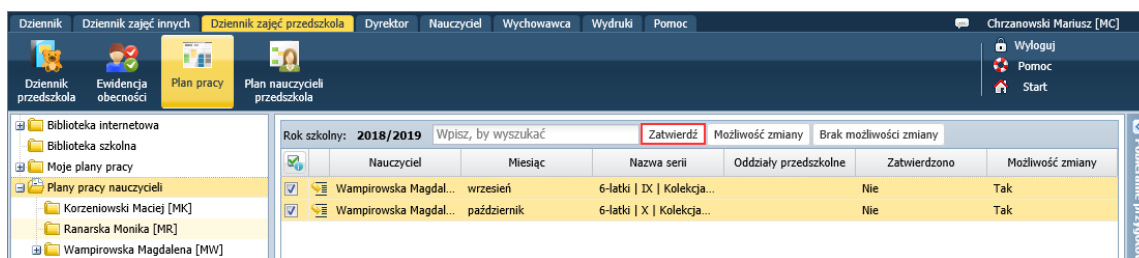 Dziennik Dziennik zajęć innych Dziennik zajęć przedszkola Dyrektor Nauczyciel Wychowawca Wydruki Pomoc Chrzanowski Mariusz [MC]
Wyloguj
Pomoc
Start
Dziennik przedszkola
Ewidencja obecności
Plan pracy
Plan nauczycieli przedszkola
Biblioteka internetowa
Biblioteka szkolna
Moje plany pracy
Plany pracy nauczycieli
Korzeniowski Maciej [MK]
Ranarska Monika [MR]
Wampirowska Magdalena [MW]
Rok szkolny: 2018/2019 Wpisz, by wyszukać Zatwierdź Możliwość zmiany Brak możliwości zmiany
Nauczyciel Miesiąc Nazwa serii Oddziały przedszkolne Zatwierdzono Możliwość zmiany
Wampirowska Magdal... wrzesień 6-latki | IX | Kolekcja... Nie Tak
Wampirowska Magdal... październik 6-latki | X | Kolekcja... Nie Tak